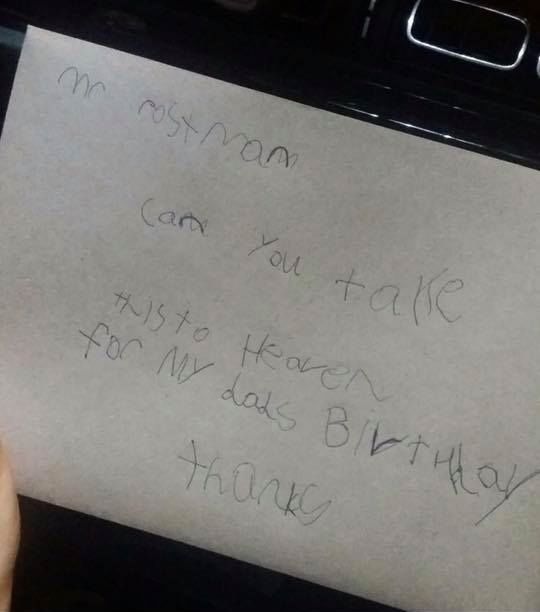 Mr Postman
Can you take
this to Heaven
for My dads BirtHday
thanks